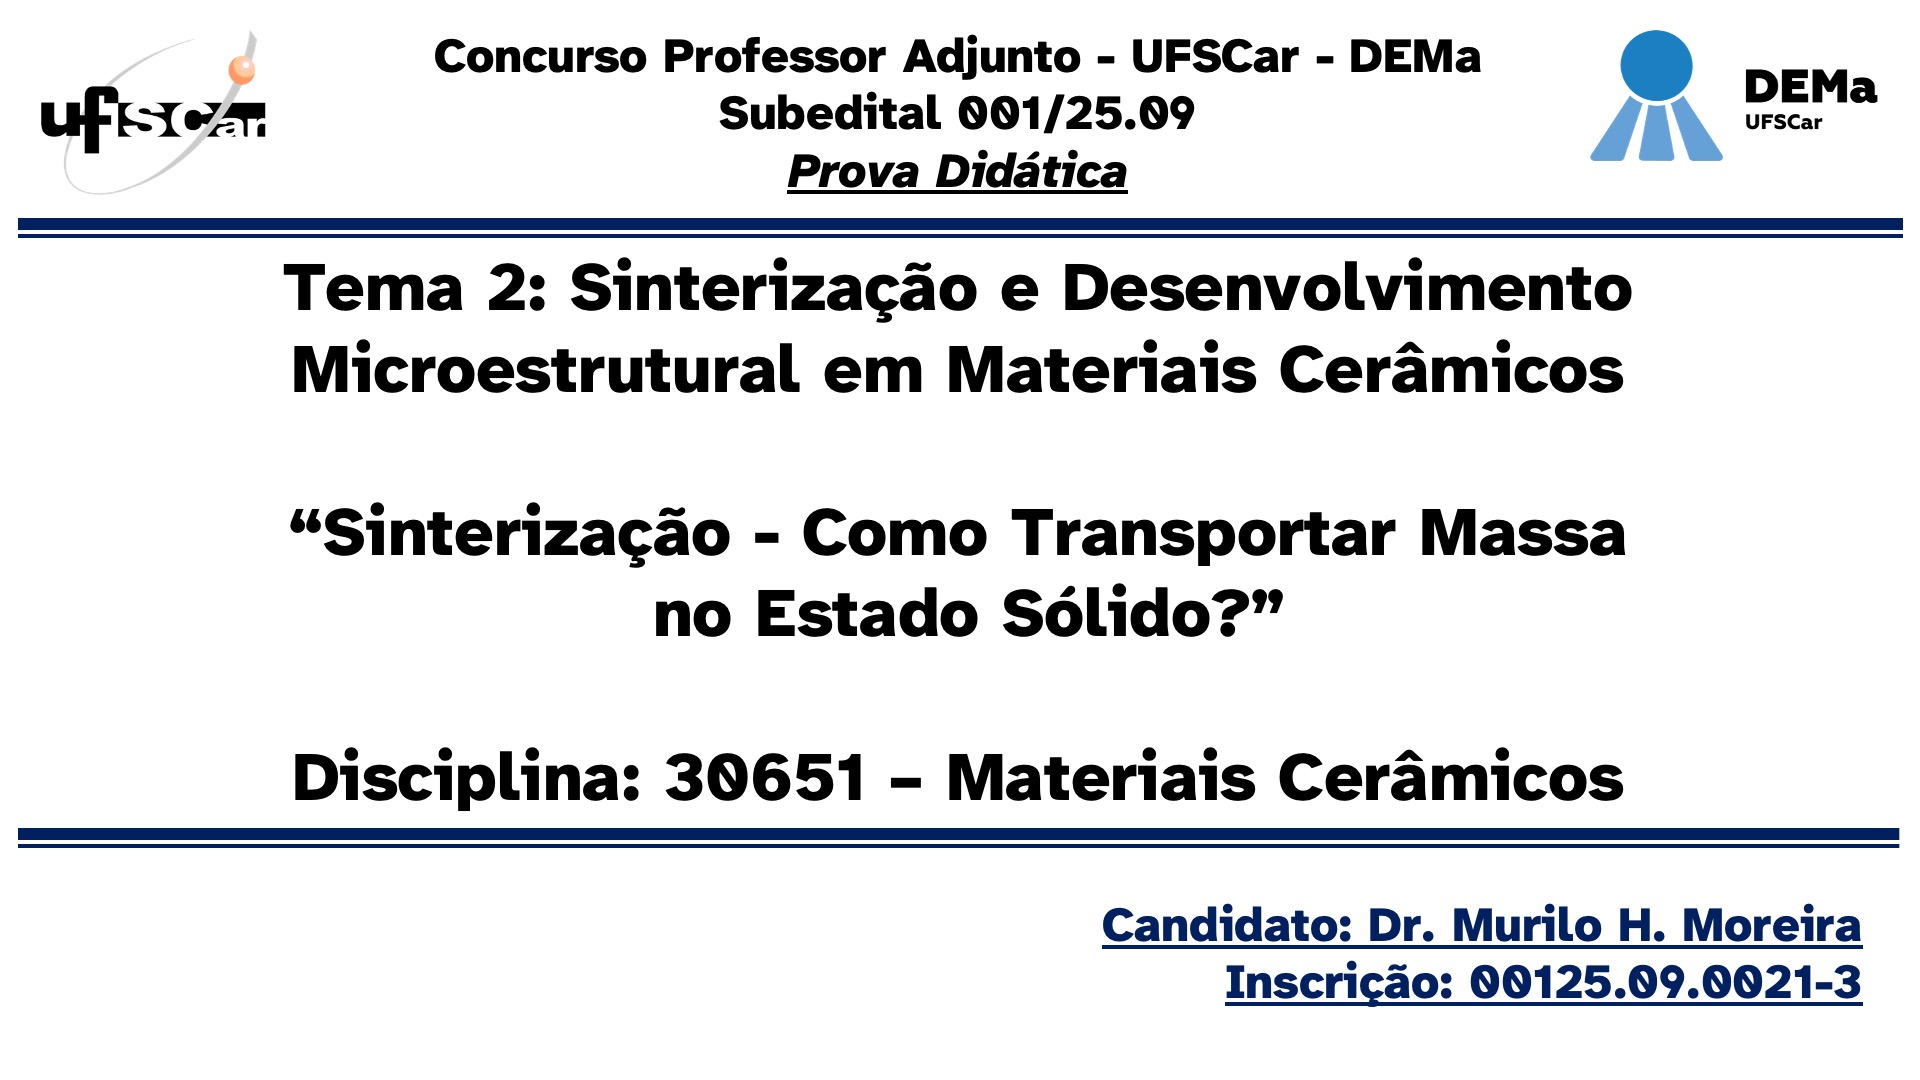 ufscar
Concurso Professor Adjunto - UFSCar - DEMa
Subedital 001/25.09
Prova Didática
DEMa
UFSCar
Tema 2: Sinterização e Desenvolvimento
Microestrutural em Materiais Cerâmicos
“Sinterização - Como Transportar Massa
no Estado Sólido?”
Disciplina: 30651 – Materiais Cerâmicos
Candidato: Dr. Murilo H. Moreira
Inscrição: 00125.09.0021-3